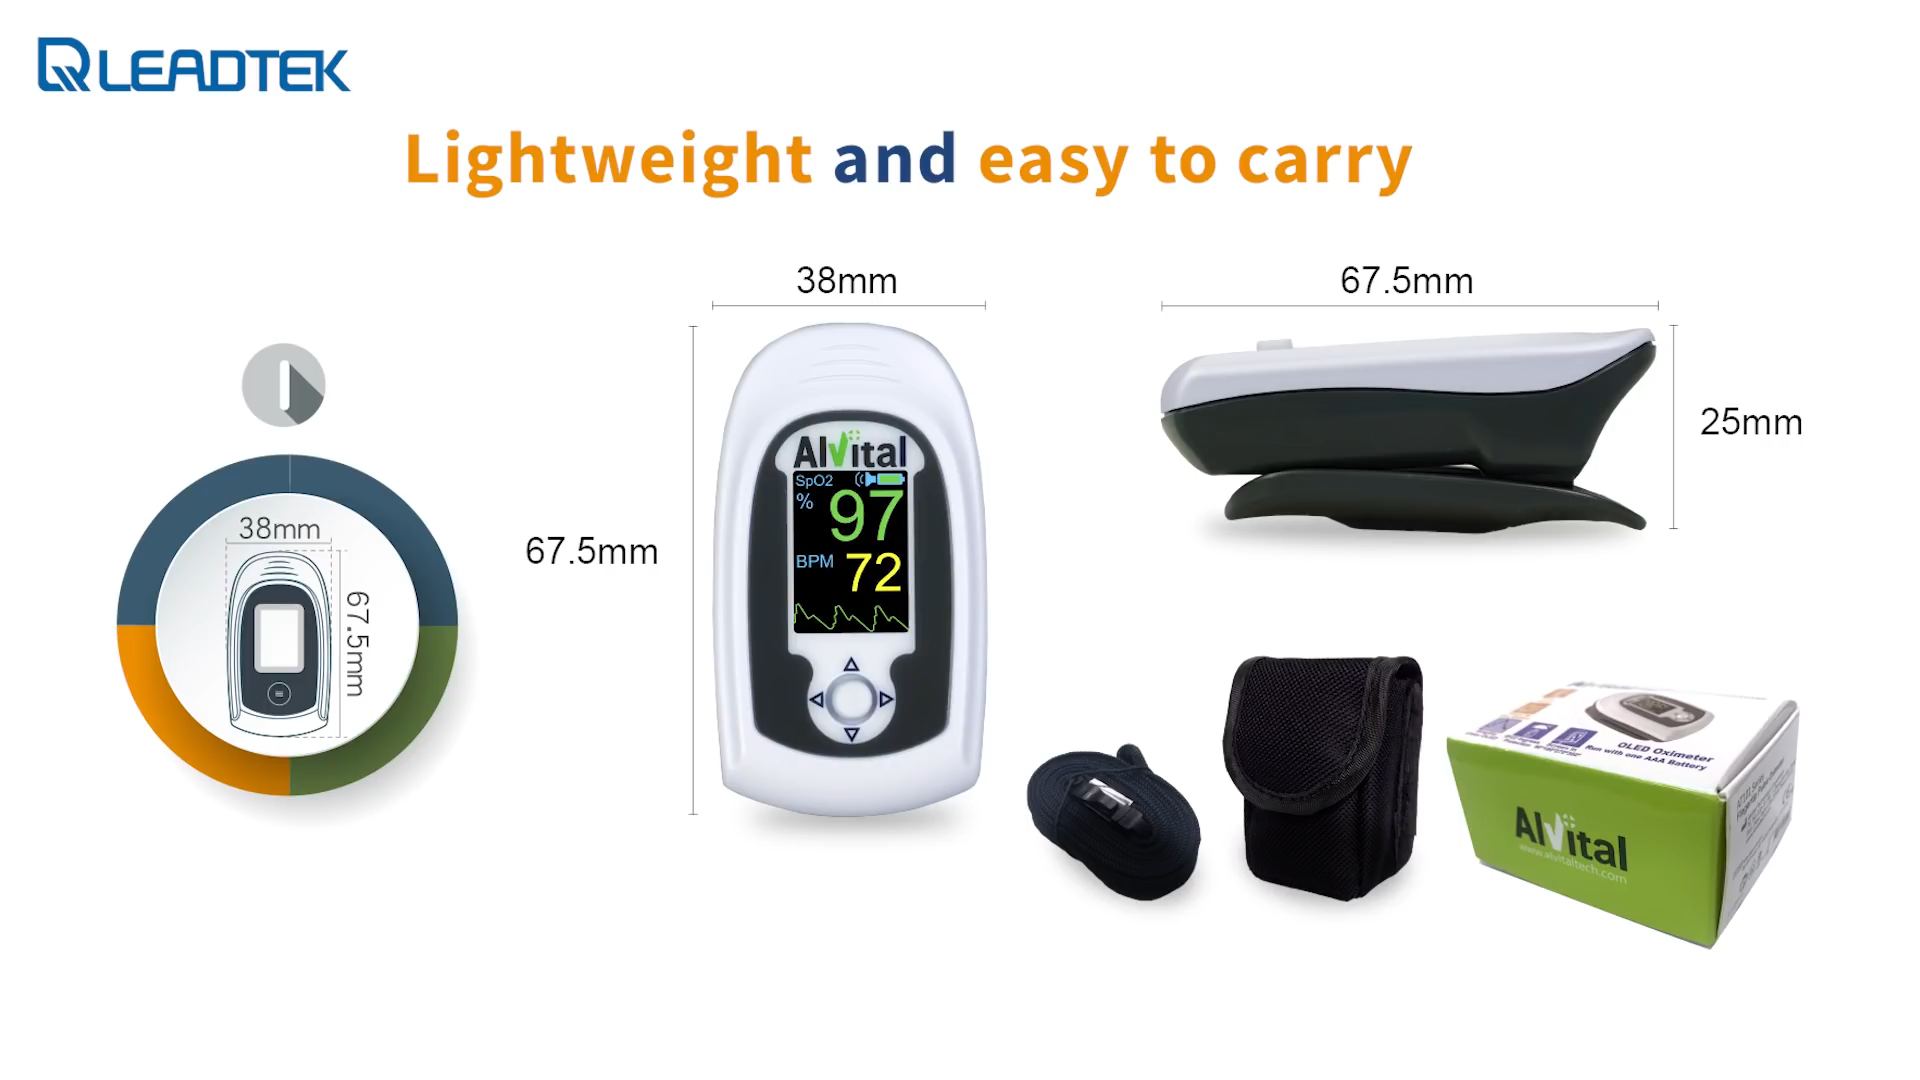 LEADTEK
Lightweight and easy to carry
38mm
67.5mm
38mm
67.5mm
AlVital
SpO2
%
97
BPM
72
67.5mm
25mm
OLED Oximeter
Run with one AAA Battery
AlVital
www.alvitaltech.com